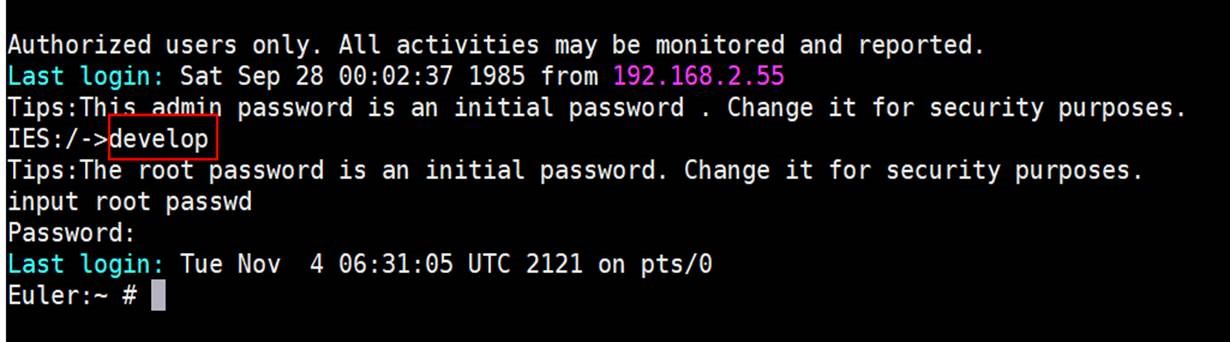 Authorized users only. All activities may be monitored and reported.
Last login: Sat Sep 28 00:02:37 1985 from 192.168.2.55
Tips:This admin password is an initial password . Change it for security purposes.
IES:/->develop
Tips:The root password is an initial password. Change it for security purposes.
input root passwd
Password:
Last login: Tue Nov  4 06:31:05 UTC 2121 on pts/0
Euler:~ #